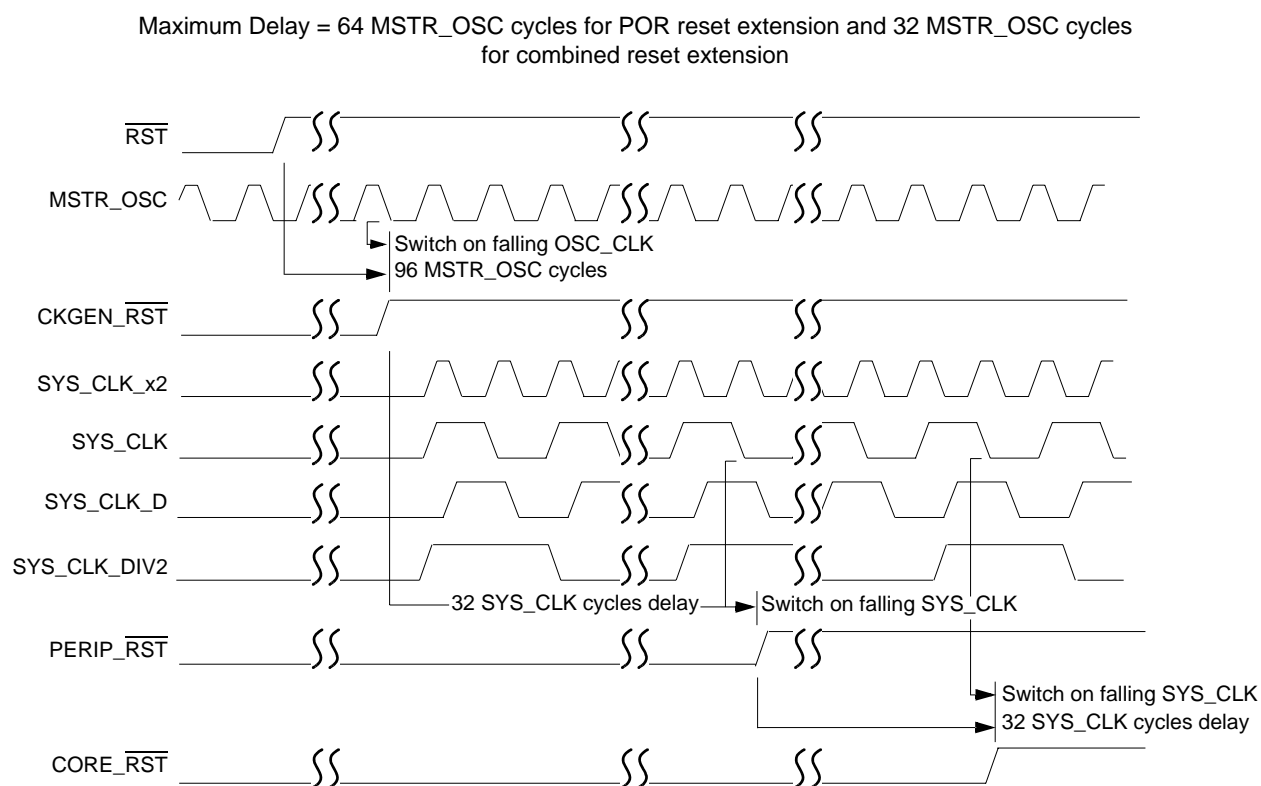 Maximum Delay = 64 MSTR_OSC cycles for POR reset extension and 32 MSTR_OSC cycles
for combined reset extension
RST
MSTR_OSC
Switch on falling OSC_CLK
96 MSTR_OSC cycles
CKGEN_RST
SYS_CLK_x2
SYS_CLK
SYS_CLK_D
SYS_CLK_DIV2
32 SYS_CLK cycles delay
Switch on falling SYS_CLK
PERIP_RST
Switch on falling SYS_CLK
32 SYS_CLK cycles delay
CORE_RST